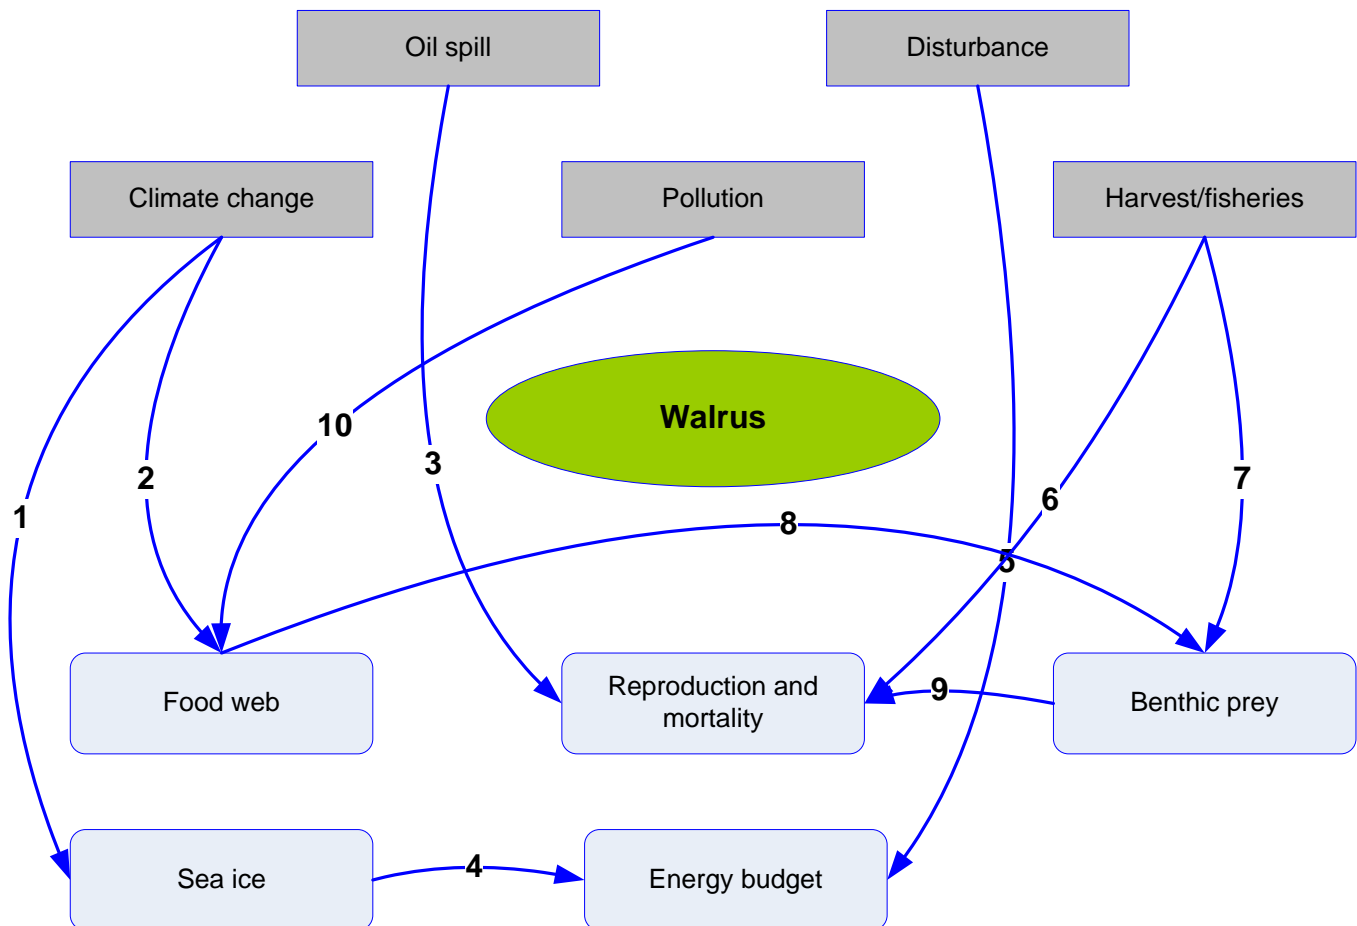 Oil spill
Disturbance
Climate change
Pollution
Harvest/fisheries
Walrus
10
3
2
7
6
1
8
5
Food web
Reproduction and
mortality
9
Benthic prey
Sea ice
4
Energy budget